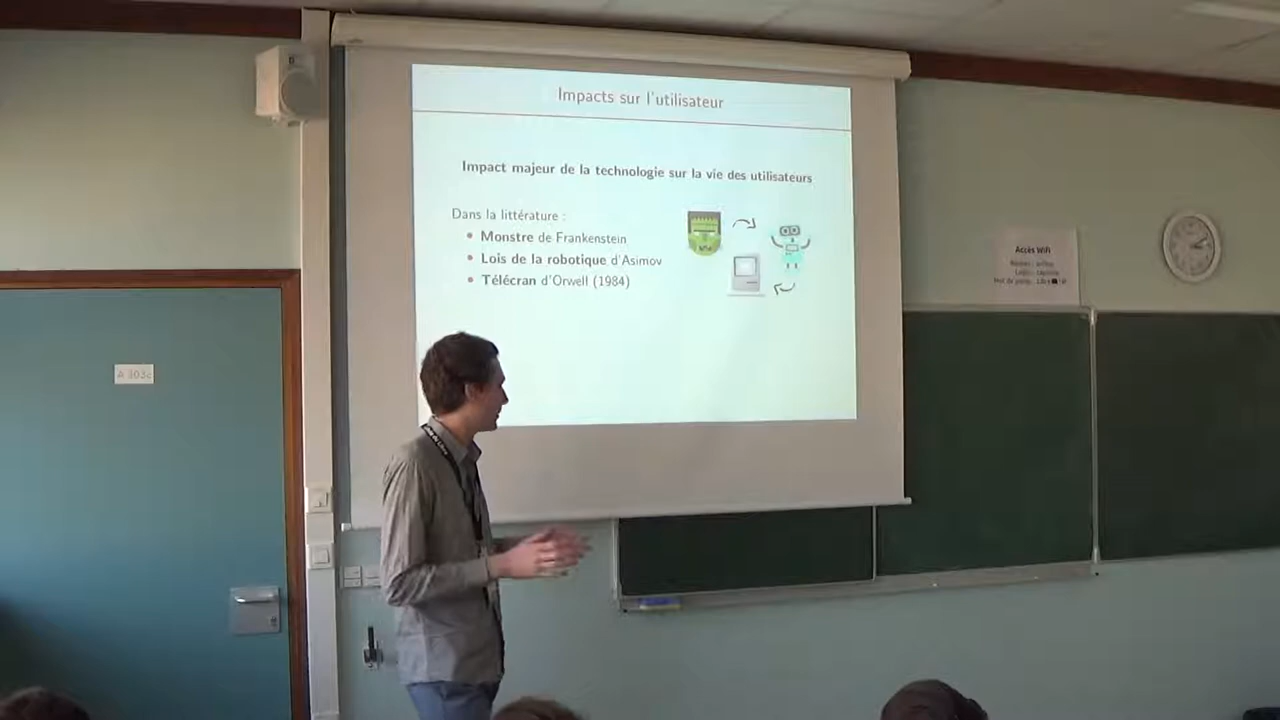 Impacts sur l'utilisateur
Impact majeur de la technologie sur la vie des utilisateurs
Dans la littérature :
• Monstre de Frankenstein
• Lois de la robotique d'Asimov
• Télécran d'Orwell (1984)
Accès Wifi
A 303c